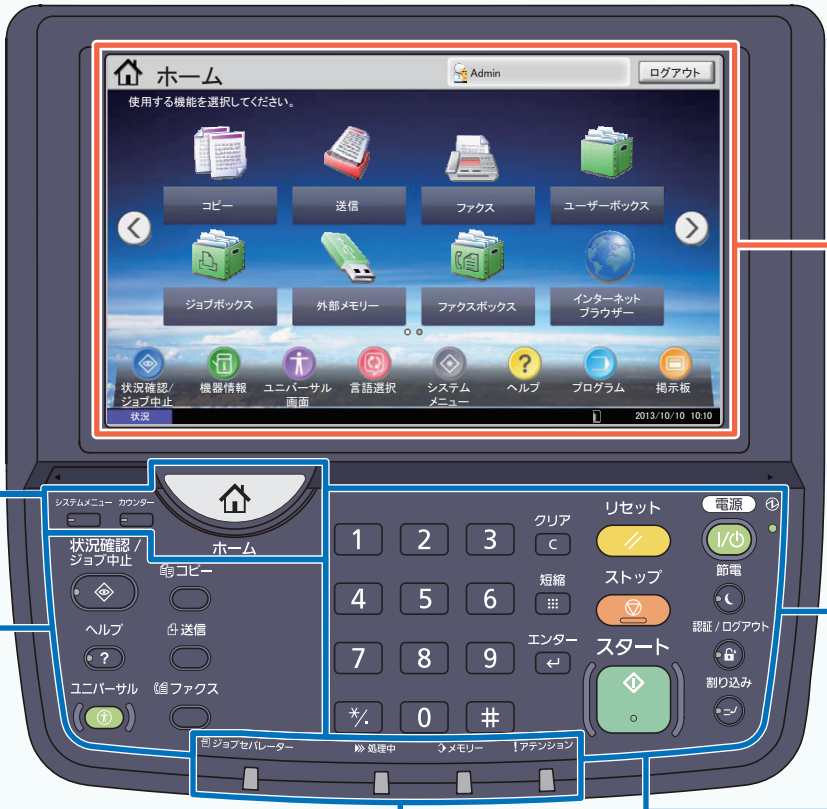 ホーム
Admin
ログアウト
使用する機能を選択してください。
コピー
送信
ファクス
ユーザーボックス
ジョブボックス
外部メモリー
ファクスボックス
インターネット
ブラウザー
状況確認/
ジョブ中止
機器情報
ユニバーサル
画面
言語選択
システム
メニュー
ヘルプ
プログラム
掲示板
状況
2013/10/10 10:10
システムメニュー
カウンター
ホーム
状況確認 /
ジョブ中止
コピー
ヘルプ
送信
ユニバーサル
ファクス
1
2
3
クリア
C
リセット
電源
4
5
6
短縮
ストップ
節電
7
8
9
エンター
スタート
認証 / ログアウト
割り込み
*/.
0
#
ジョブセパレーター
処理中
メモリー
アテンション